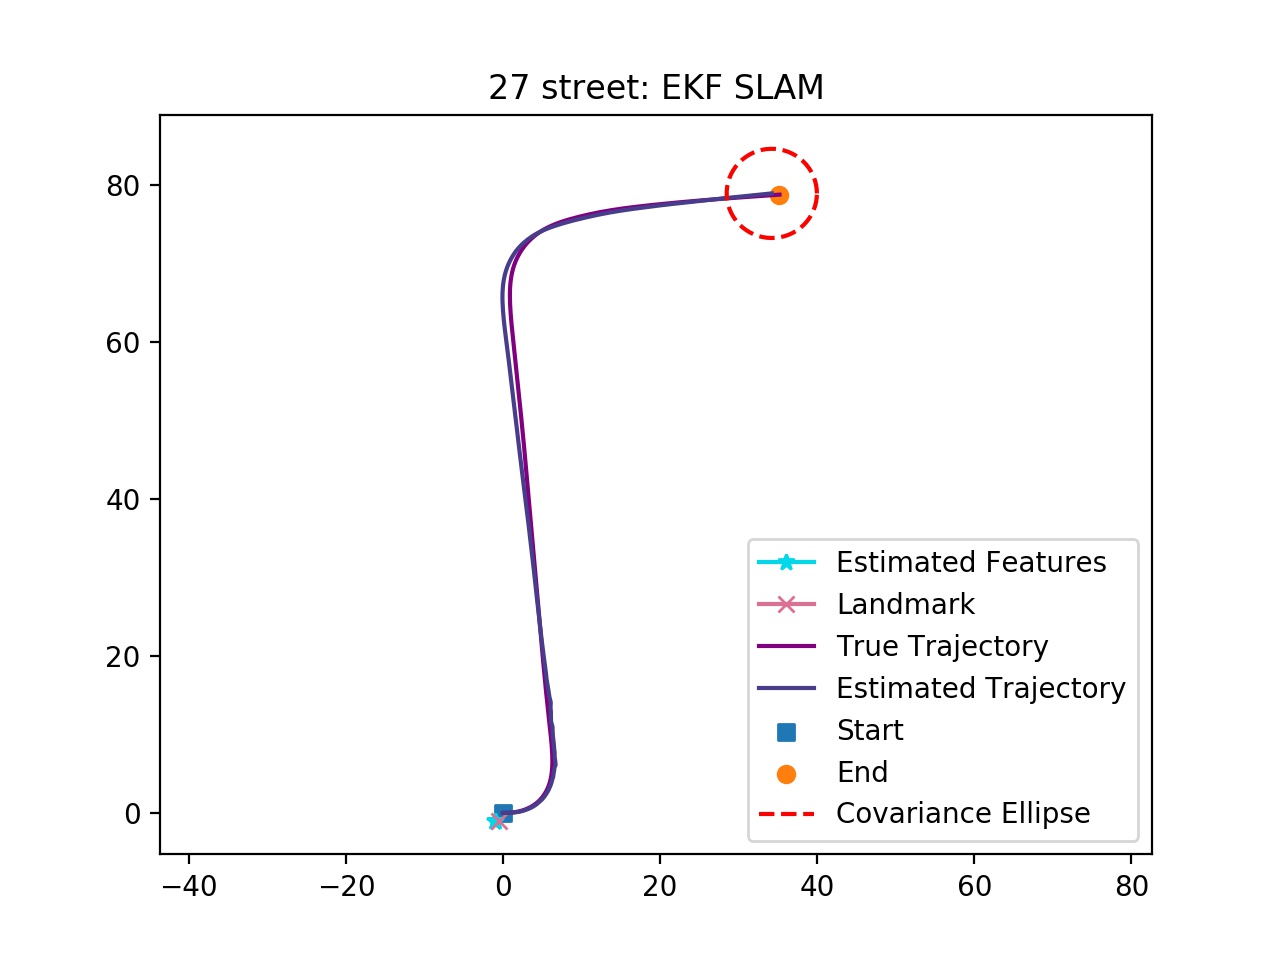 27 street: EKF SLAM
80
60
40
20
0
Estimated Features
Landmark
True Trajectory
Estimated Trajectory
Start
End
Covariance Ellipse
−40 −20 0 20 40 60 80